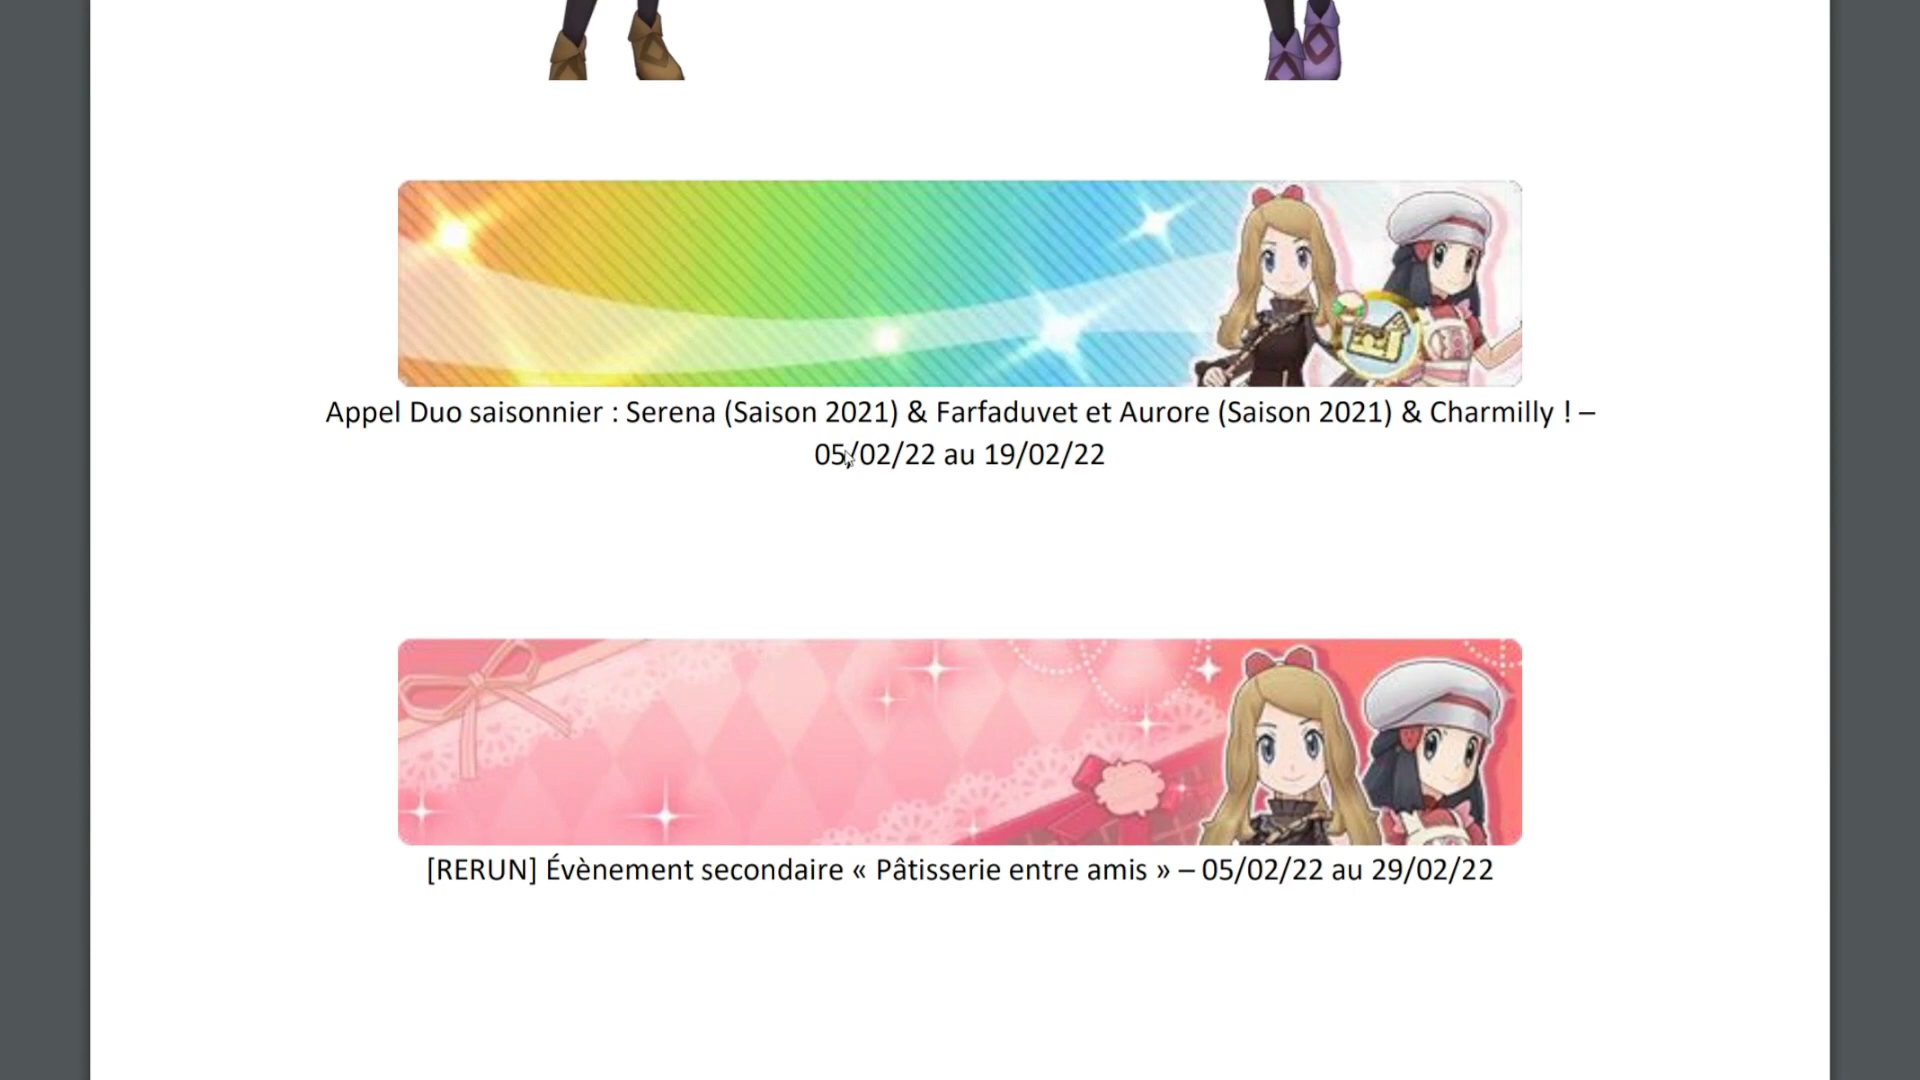 Appel Duo saisonnier : Serena (Saison 2021) & Farfaduvet et Aurore (Saison 2021) & Charmilly ! –
05/02/22 au 19/02/22
[RERUN] Évènement secondaire « Pâtisserie entre amis » – 05/02/22 au 29/02/22